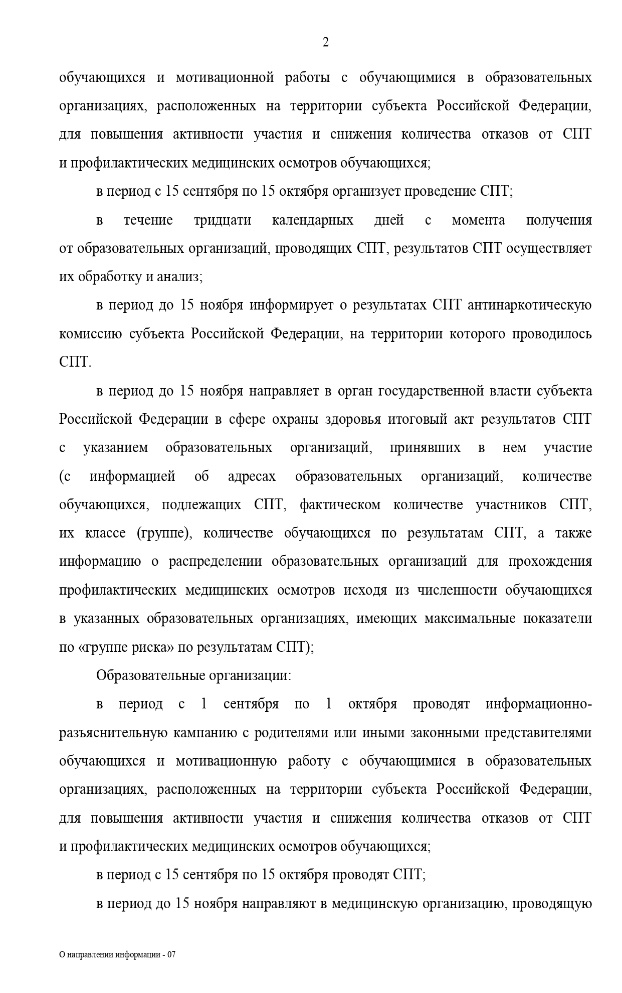 2
обучающихся и мотивационной работы с обучающимися в образовательных
организациях, расположенных на территории субъекта Российской Федерации,
для повышения активности участия и снижения количества отказов от СПТ
и профилактических медицинских осмотров обучающихся;
в период с 15 сентября по 15 октября организует проведение СПТ;
в течение тридцати календарных дней с момента получения
от образовательных организаций, проводящих СПТ, результатов СПТ осуществляет
их обработку и анализ;
в период до 15 ноября информирует о результатах СПТ антинаркотическую
комиссию субъекта Российской Федерации, на территории которого проводилось
СПТ.
в период до 15 ноября направляет в орган государственной власти субъекта
Российской Федерации в сфере охраны здоровья итоговый акт результатов СПТ
с указанием образовательных организаций, принявших в нем участие
(с информацией об адресах образовательных организаций, количестве
обучающихся, подлежащих СПТ, фактическом количестве участников СПТ,
их классе (группе), количестве обучающихся по результатам СПТ, а также
информацию о распределении образовательных организаций для прохождения
профилактических медицинских осмотров исходя из численности обучающихся
в указанных образовательных организациях, имеющих максимальные показатели
по «группе риска» по результатам СПТ);
Образовательные организации:
в период с 1 сентября по 1 октября проводят информационно-
разъяснительную кампанию с родителями или иными законными представителями
обучающихся и мотивационную работу с обучающимися в образовательных
организациях, расположенных на территории субъекта Российской Федерации,
для повышения активности участия и снижения количества отказов от СПТ
и профилактических медицинских осмотров обучающихся;
в период с 15 сентября по 15 октября проводят СПТ;
в период до 15 ноября направляют в медицинскую организацию, проводящую
О направлении информации - 07